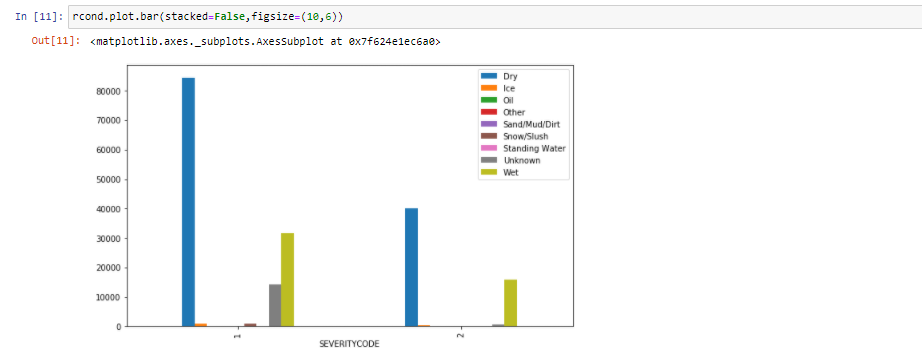 In [11]: rcond.plot.bar(stacked=False,figsize=(10,6))
Out[11]: <matplotlib.axes._subplots.AxesSubplot at 0x7f624e1ec6a0>
Dry
Ice
Oil
Other
Sand/Mud/Dirt
Snow/Slush
Standing Water
Unknown
Wet
80000
70000
60000
50000
40000
30000
20000
10000
0
1
2
SEVERITYCODE